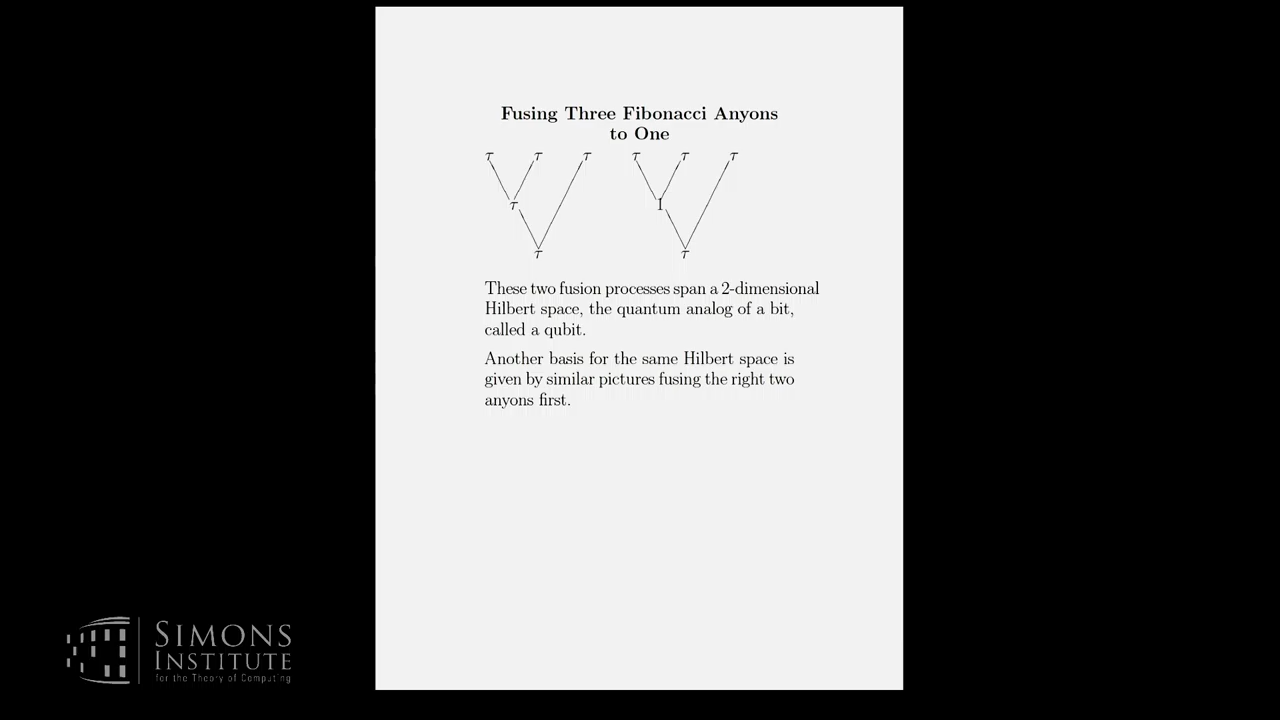 Fusing Three Fibonacci Anyons
to One
τ τ τ τ τ τ
τ 1
τ τ
These two fusion processes span a 2-dimensional
Hilbert space, the quantum analog of a bit,
called a qubit.
Another basis for the same Hilbert space is
given by similar pictures fusing the right two
anyons first.
SIMONS
INSTITUTE
for the Theory of Computing